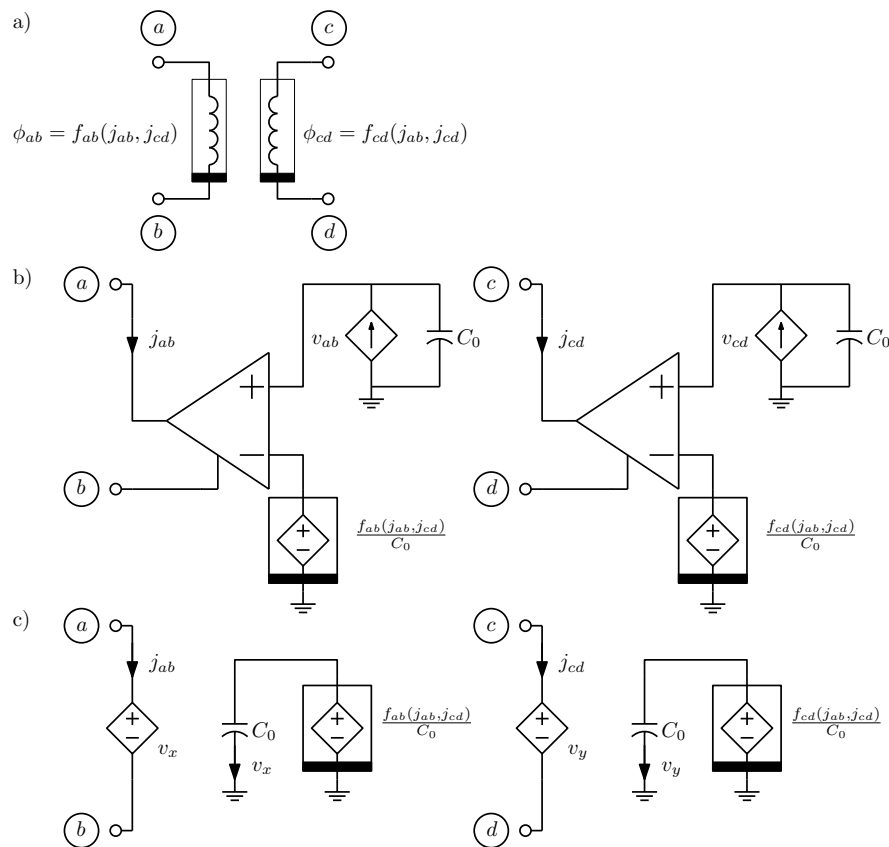 a)
a
c
ϕ_ab = f_ab(j_ab, j_cd)
ϕ_cd = f_cd(j_ab, j_cd)
b
d
b)
a
c
j_ab
v_ab
C_0
j_cd
v_cd
C_0
+
+
−
−
b
d
f_ab(j_ab,j_cd)/C_0
f_cd(j_ab,j_cd)/C_0
+
−
+
−
c)
a
c
j_ab
j_cd
+
−
v_x
C_0
v_x
+
−
f_ab(j_ab,j_cd)/C_0
+
−
v_y
C_0
v_y
+
−
f_cd(j_ab,j_cd)/C_0
b
d